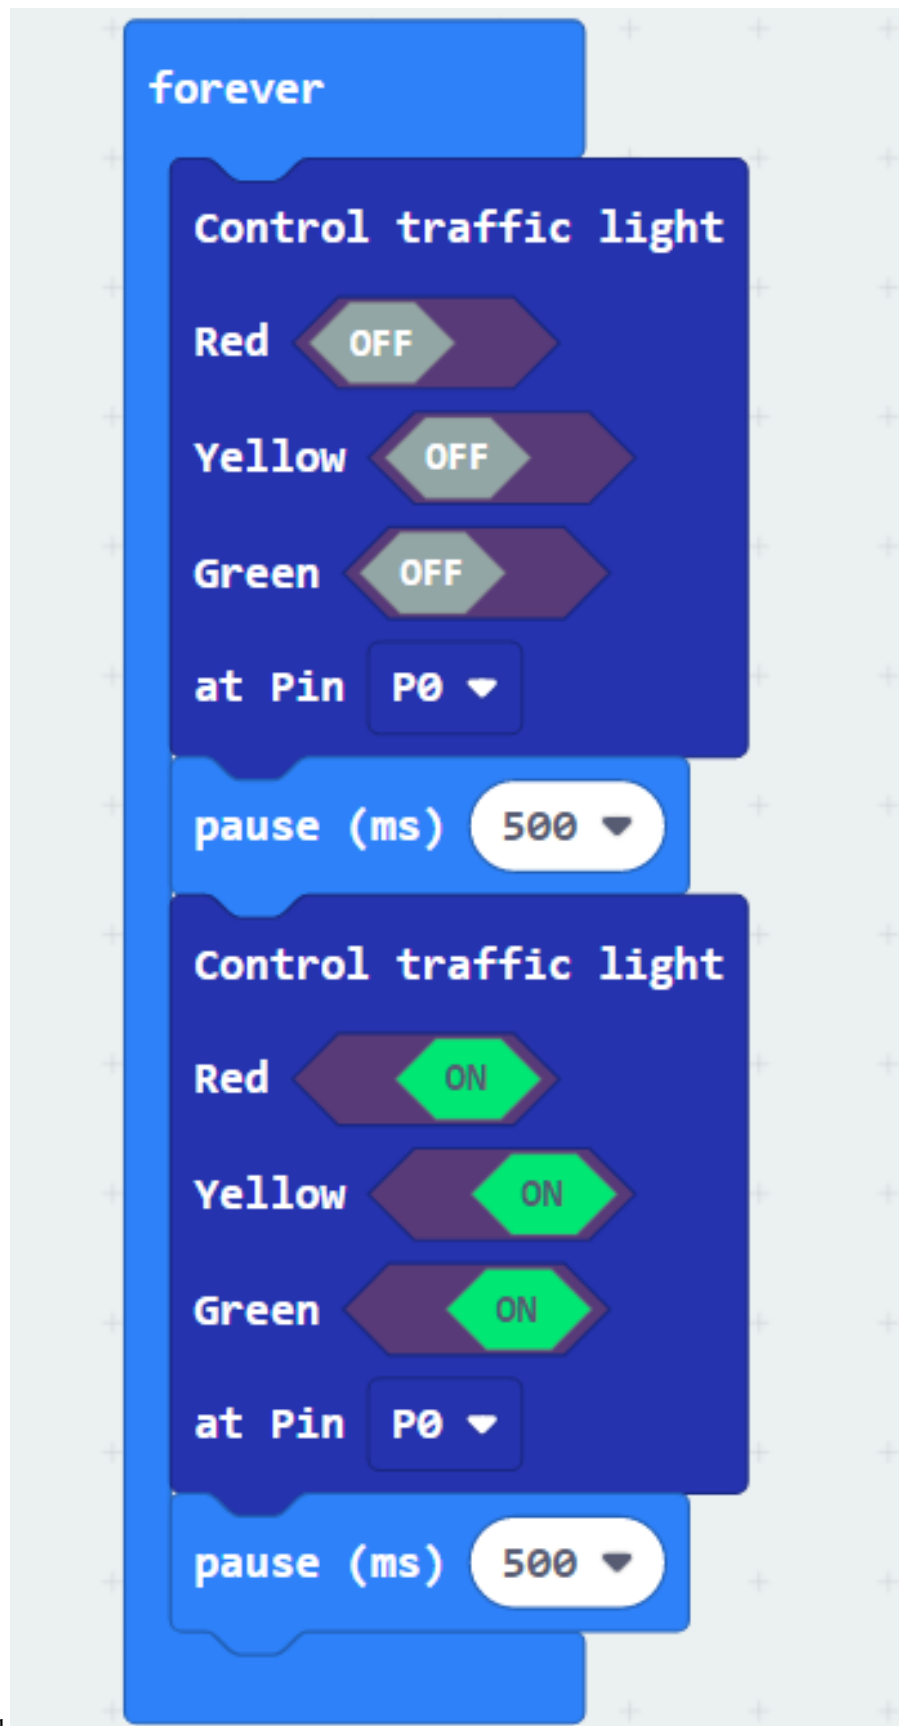 forever
Control traffic light
Red OFF
Yellow OFF
Green OFF
at Pin P0
pause (ms) 500
Control traffic light
Red ON
Yellow ON
Green ON
at Pin P0
pause (ms) 500